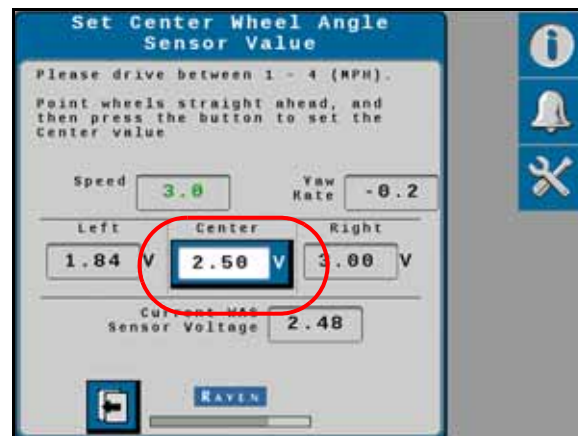 Set Center Wheel Angle
Sensor Value
Please drive between 1 - 4 (MPH).
Point wheels straight ahead, and
then press the button to set the
Center value
Speed 3.0 Yaw Rate -0.2
Left Center Right
1.84 V 2.50 V 3.00 V
Current WAS
Sensor Voltage 2.48
RAVEN